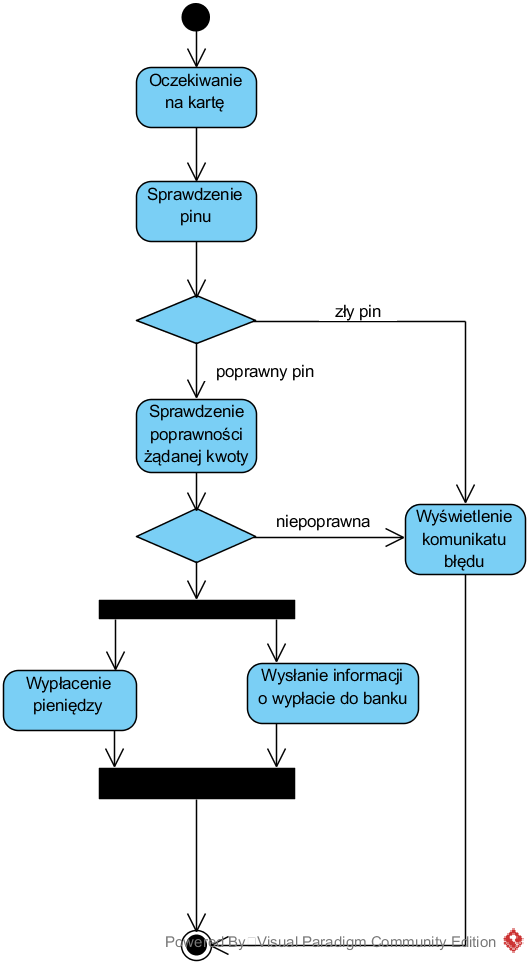 Oczekiwanie
na kartę
Sprawdzenie
pinu
zły pin
poprawny pin
Sprawdzenie
poprawności
żądanej kwoty
niepoprawna
Wyświetlenie
komunikatu
błędu
Wypłacenie
pieniędzy
Wysłanie informacji
o wypłacie do banku
Powered By Visual Paradigm Community Edition